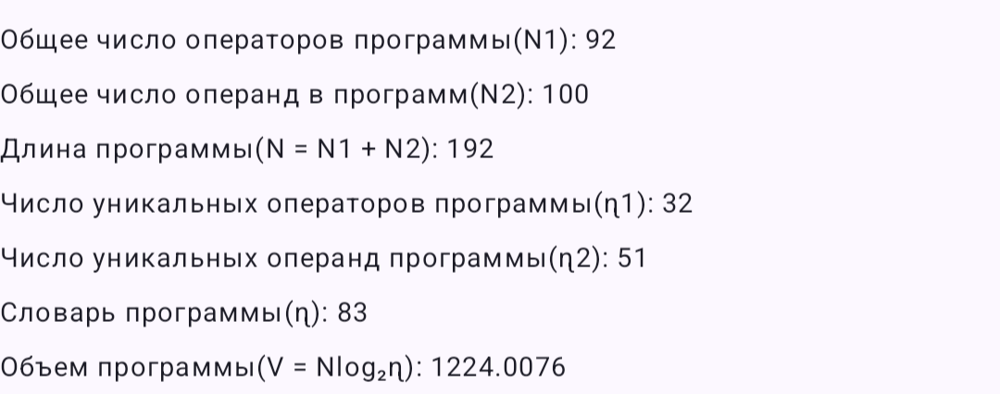 Общее число операторов программы(N1): 92
Общее число операнд в программ(N2): 100
Длина программы(N = N1 + N2): 192
Число уникальных операторов программы(η1): 32
Число уникальных операнд программы(η2): 51
Словарь программы(η): 83
Объем программы(V = Nlog₂η): 1224.0076